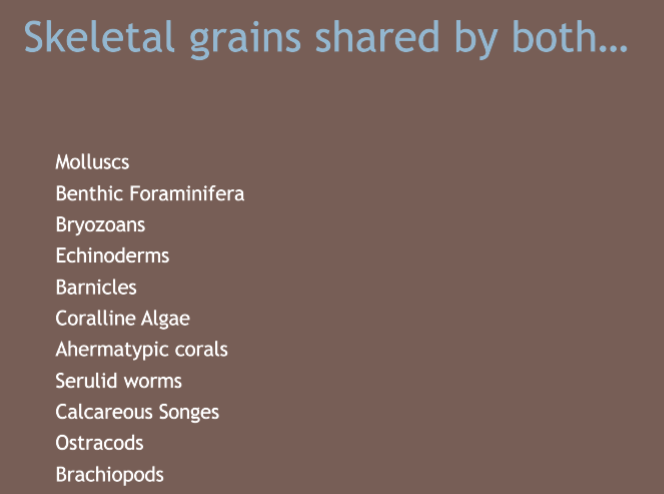 Skeletal grains shared by both...
Molluscs
Benthic Foraminifera
Bryozoans
Echinoderms
Barnicles
Coralline Algae
Ahermatypic corals
Serulid worms
Calcareous Songes
Ostracods
Brachiopods